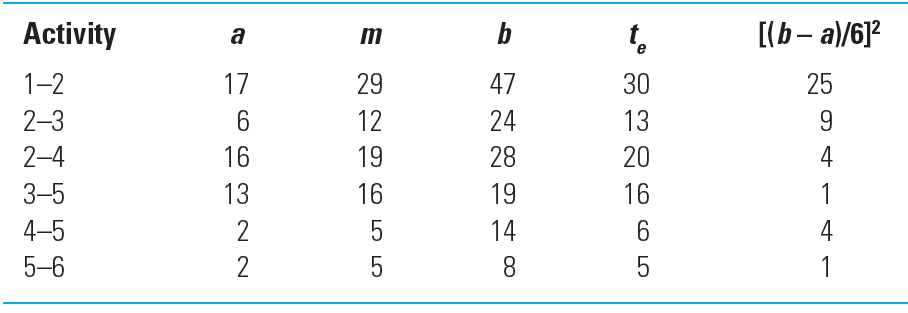 Activity a m b te [(b – a)/6]²
1–2 17 29 47 30 25
2–3 6 12 24 13 9
2–4 16 19 28 20 4
3–5 13 16 19 16 1
4–5 2 5 14 6 4
5–6 2 5 8 5 1